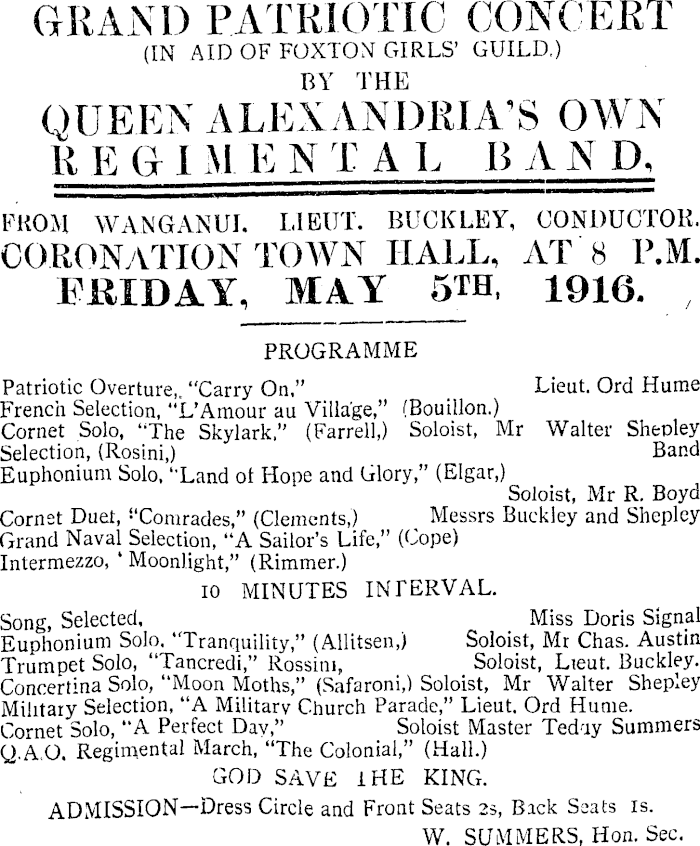 GRAND PATRIOTIC CONCERT
(IN AID OF FOXTON GIRLS' GUILD.)
BY THE
QUEEN ALEXANDRIA'S OWN
REGIMENTAL BAND,
FROM WANGANUI. LIEUT. BUCKLEY, CONDUCTOR.
CORONATION TOWN HALL, AT 8 P.M.
FRIDAY, MAY 5TH, 1916.
PROGRAMME
Patriotic Overture, "Carry On," Lieut. Ord Hume
French Selection, "L'Amour au Village," (Bouillon.)
Cornet Solo, "The Skylark," (Farrell,) Soloist, Mr Walter Shepley
Selection, (Rosini,) Band
Euphonium Solo, "Land of Hope and Glory," (Elgar,)
Soloist, Mr R. Boyd
Cornet Duet, "Comrades," (Clements,) Messrs Buckley and Shepley
Grand Naval Selection, "A Sailor's Life," (Cope)
Intermezzo, ' Moonlight," (Rimmer.)
10 MINUTES INTERVAL.
Song, Selected, Miss Doris Signal
Euphonium Solo. "Tranquility," (Allitsen,) Soloist, Mr Chas. Austin
Trumpet Solo, "Tancredi," Rossini, Soloist, Lieut. Buckley.
Concertina Solo, "Moon Moths," (Safaroni,) Soloist, Mr Walter Shepley
Military Selection, "A Military Church Parade," Lieut. Ord Hume.
Cornet Solo, "A Perfect Day," Soloist Master Teddy Summers
Q.A.O. Regimental March, "The Colonial," (Hall.)
GOD SAVE THE KING.
ADMISSION—Dress Circle and Front Seats 2s, Back Seats 1s.
W. SUMMERS, Hon. Sec.